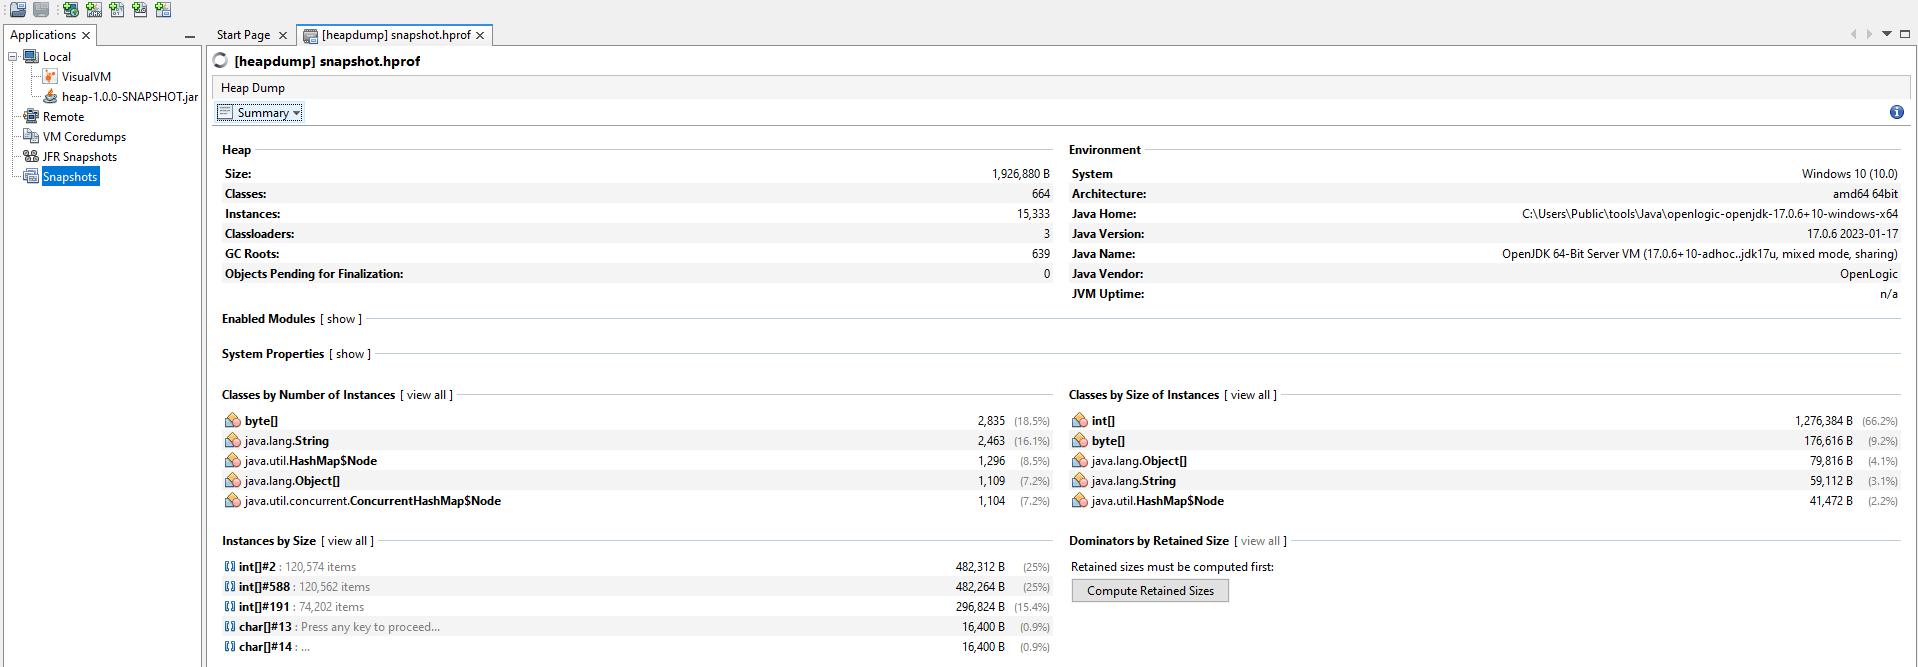 Applications
Start Page
[heapdump] snapshot.hprof
Local
VisualVM
heap-1.0.0-SNAPSHOT.jar
Remote
VM Coredumps
JFR Snapshots
Snapshots
[heapdump] snapshot.hprof
Heap Dump
Summary
Heap
Size: 1,926,880 B
Classes: 664
Instances: 15,333
Classloaders: 3
GC Roots: 639
Objects Pending for Finalization: 0
Environment
System Windows 10 (10.0)
Architecture: amd64 64bit
Java Home: C:\Users\Public\tools\Java\openlogic-openjdk-17.0.6+10-windows-x64
Java Version: 17.0.6 2023-01-17
Java Name: OpenJDK 64-Bit Server VM (17.0.6+10-adhoc..jdk17u, mixed mode, sharing)
Java Vendor: OpenLogic
JVM Uptime: n/a
Enabled Modules [ show ]
System Properties [ show ]
Classes by Number of Instances [ view all ]
byte[] 2,835 (18.5%)
java.lang.String 2,463 (16.1%)
java.util.HashMap$Node 1,296 (8.5%)
java.lang.Object[] 1,109 (7.2%)
java.util.concurrent.ConcurrentHashMap$Node 1,104 (7.2%)
Classes by Size of Instances [ view all ]
int[] 1,276,384 B (66.2%)
byte[] 176,616 B (9.2%)
java.lang.Object[] 79,816 B (4.1%)
java.lang.String 59,112 B (3.1%)
java.util.HashMap$Node 41,472 B (2.2%)
Instances by Size [ view all ]
int[]#2 : 120,574 items 482,312 B (25%)
int[]#588 : 120,562 items 482,264 B (25%)
int[]#191 : 74,202 items 296,824 B (15.4%)
char[]#13 : Press any key to proceed... 16,400 B (0.9%)
char[]#14 : ... 16,400 B (0.9%)
Dominators by Retained Size [ view all ]
Retained sizes must be computed first:
Compute Retained Sizes